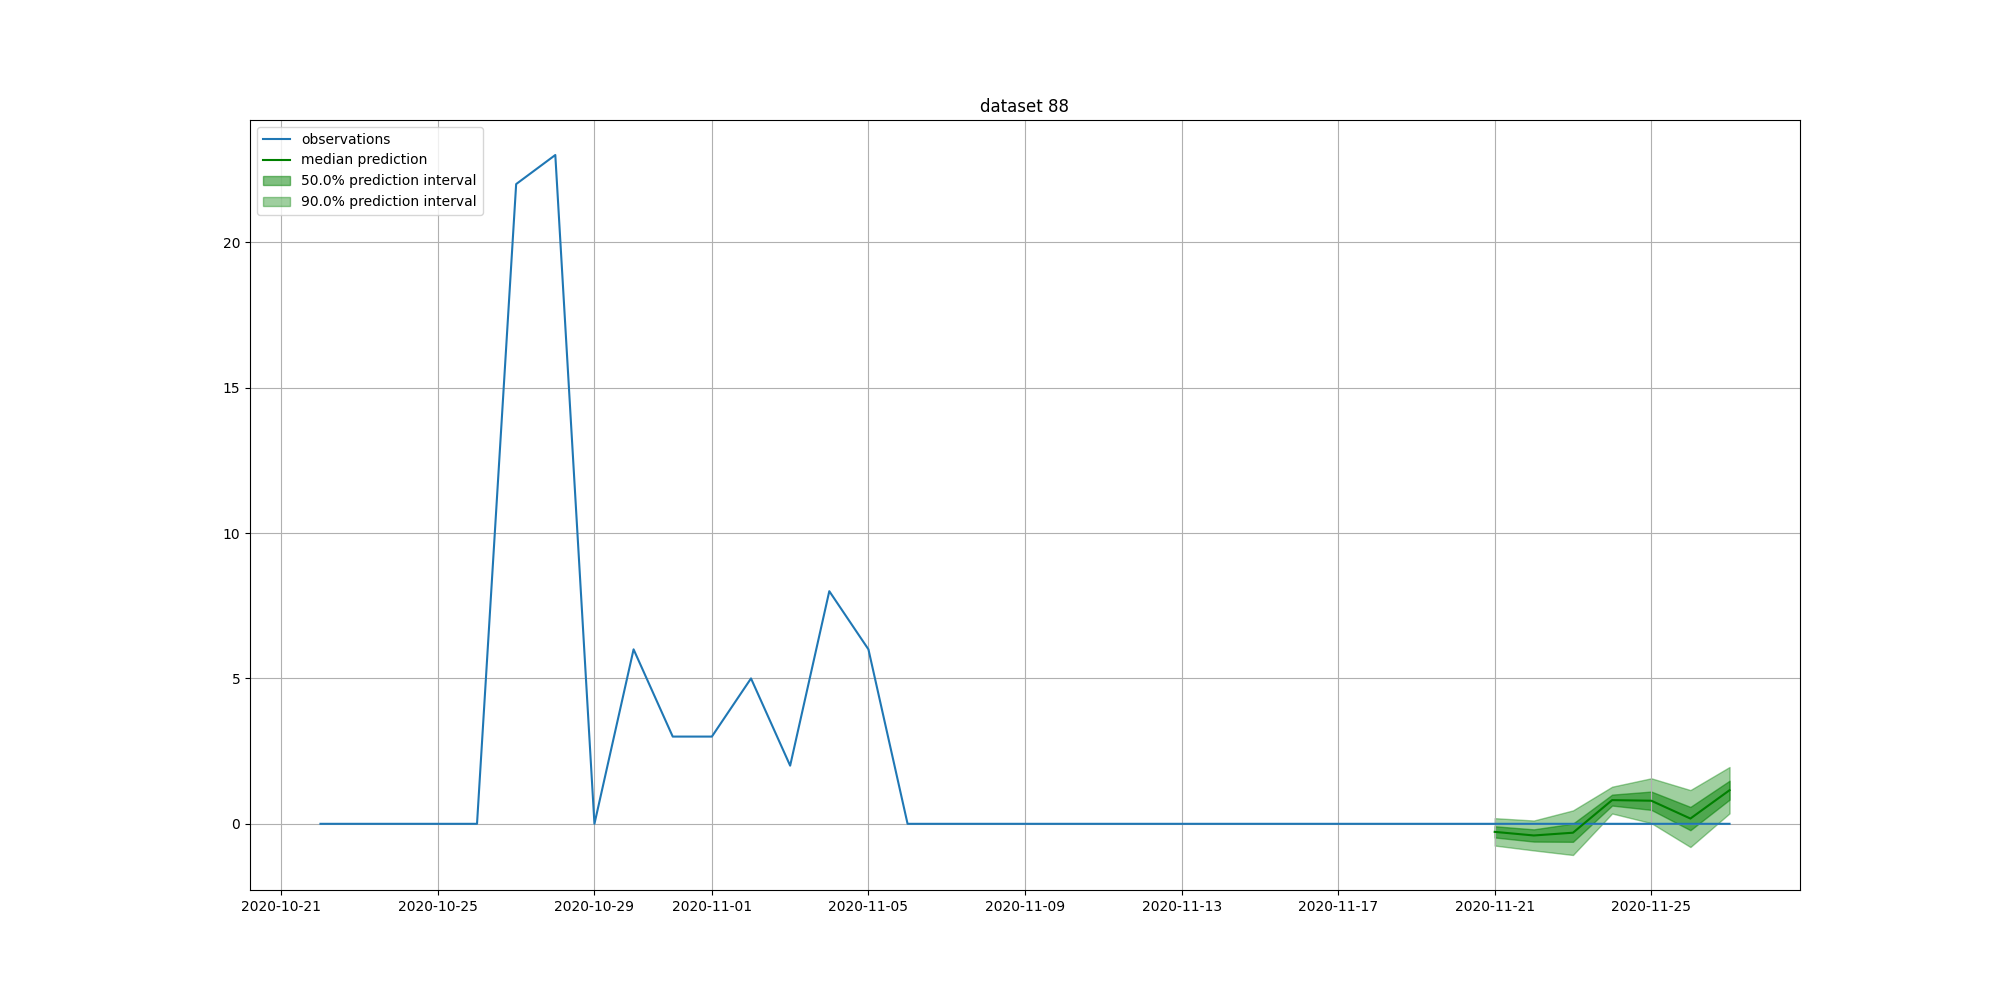 dataset 88
observations
median prediction
50.0% prediction interval
90.0% prediction interval
20
15
10
5
0
2020-10-21 2020-10-25 2020-10-29 2020-11-01 2020-11-05 2020-11-09 2020-11-13 2020-11-17 2020-11-21 2020-11-25